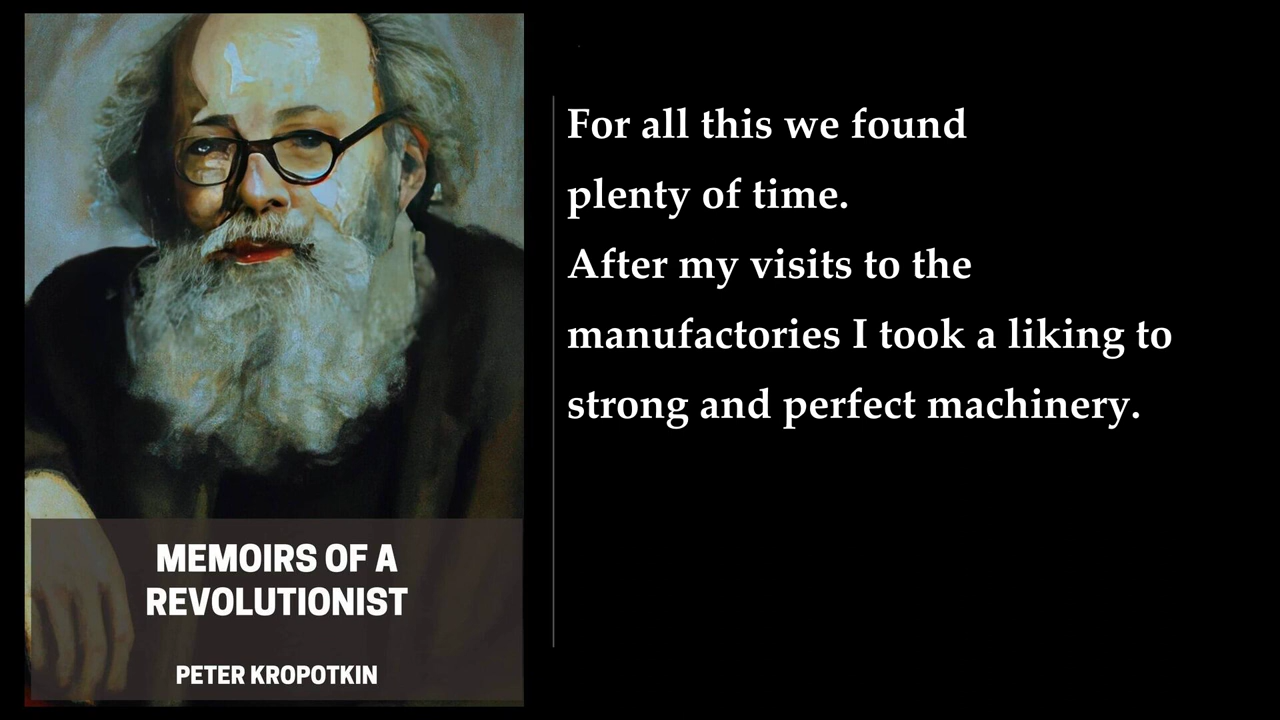 For all this we found
plenty of time.
After my visits to the
manufactories I took a liking to
strong and perfect machinery.
MEMOIRS OF A
REVOLUTIONIST
PETER KROPOTKIN